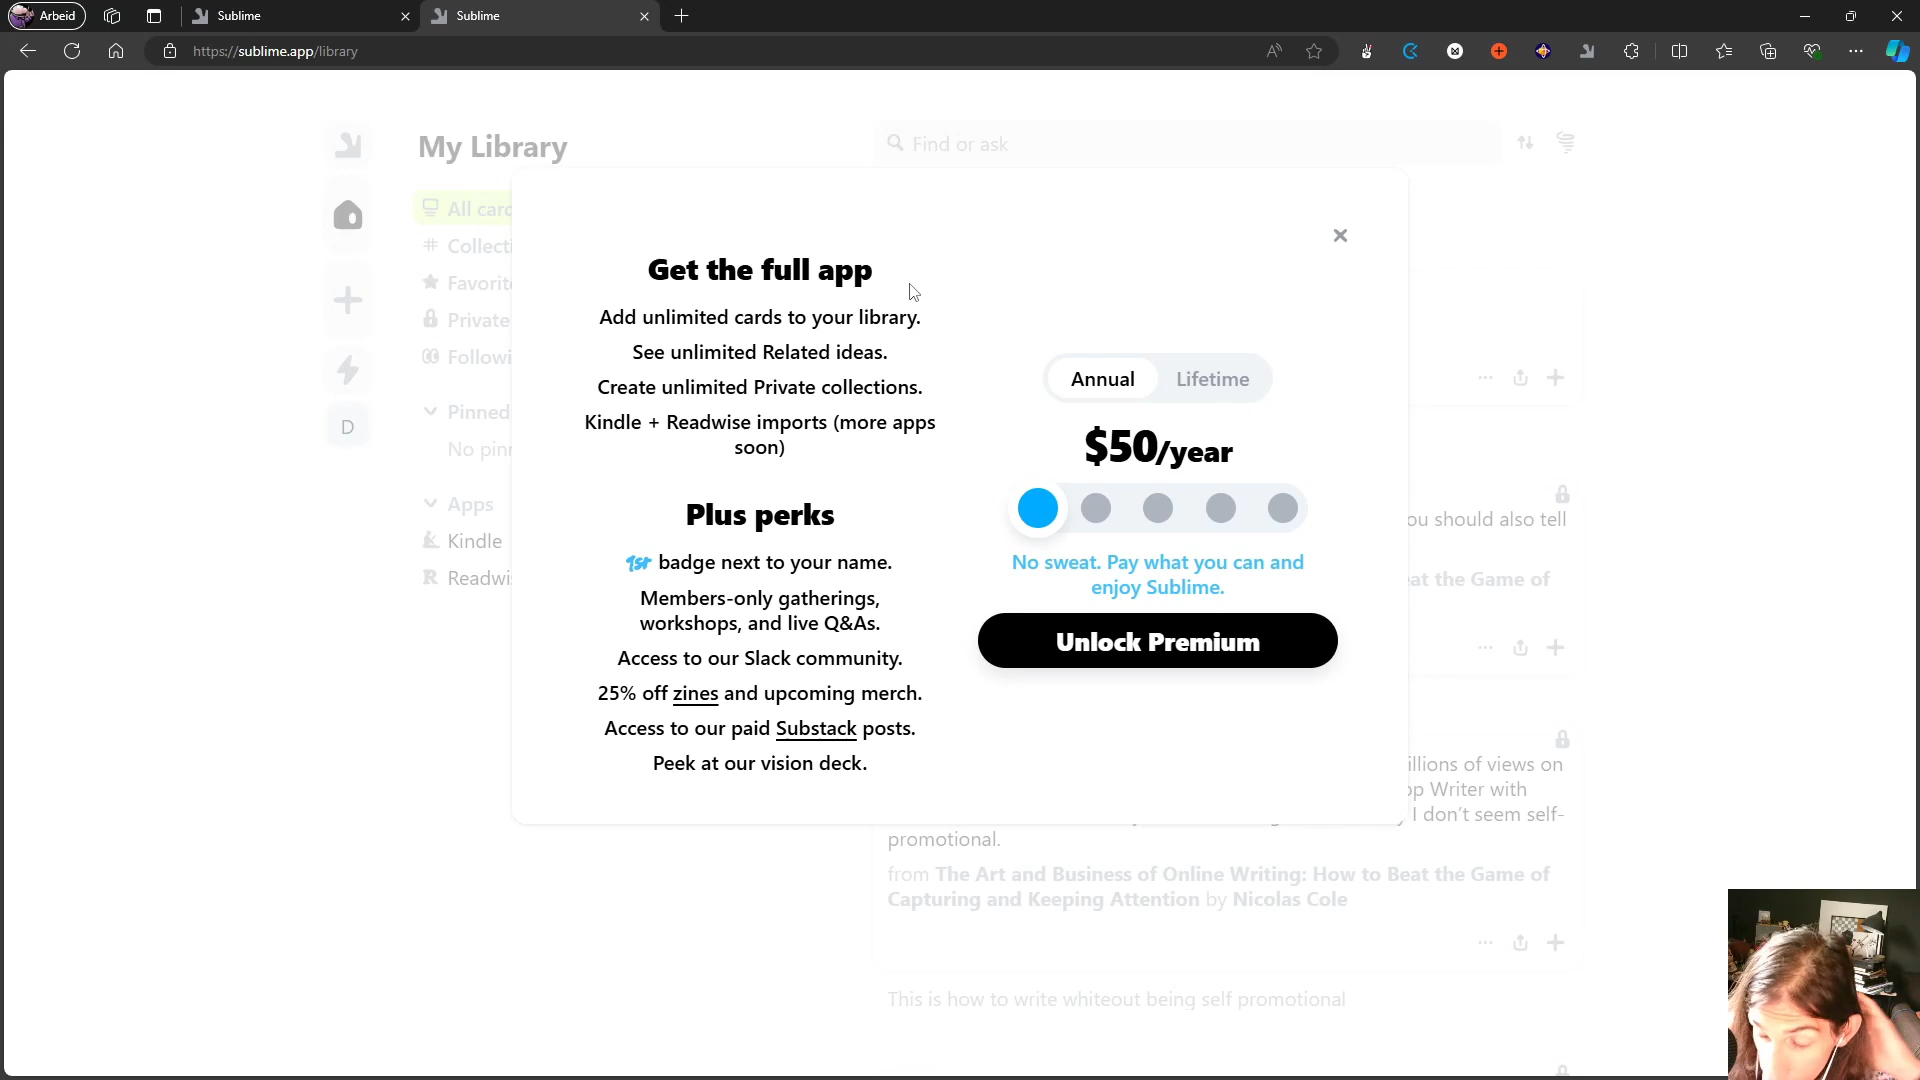 Arbeid
Sublime
Sublime
https://sublime.app/library
My Library
Find or ask
All card
Collecti
Favorite
Private
Followi
Pinned
No pinn
Apps
Kindle
Readwis
D
Get the full app
Add unlimited cards to your library.
See unlimited Related ideas.
Create unlimited Private collections.
Kindle + Readwise imports (more apps
soon)
Plus perks
1st badge next to your name.
Members-only gatherings,
workshops, and live Q&As.
Access to our Slack community.
25% off zines and upcoming merch.
Access to our paid Substack posts.
Peek at our vision deck.
Annual Lifetime
$50/year
No sweat. Pay what you can and
enjoy Sublime.
Unlock Premium
ou should also tell
eat the Game of
illions of views on
op Writer with
I don't seem self-
promotional.
from The Art and Business of Online Writing: How to Beat the Game of
Capturing and Keeping Attention by Nicolas Cole
This is how to write whiteout being self promotional